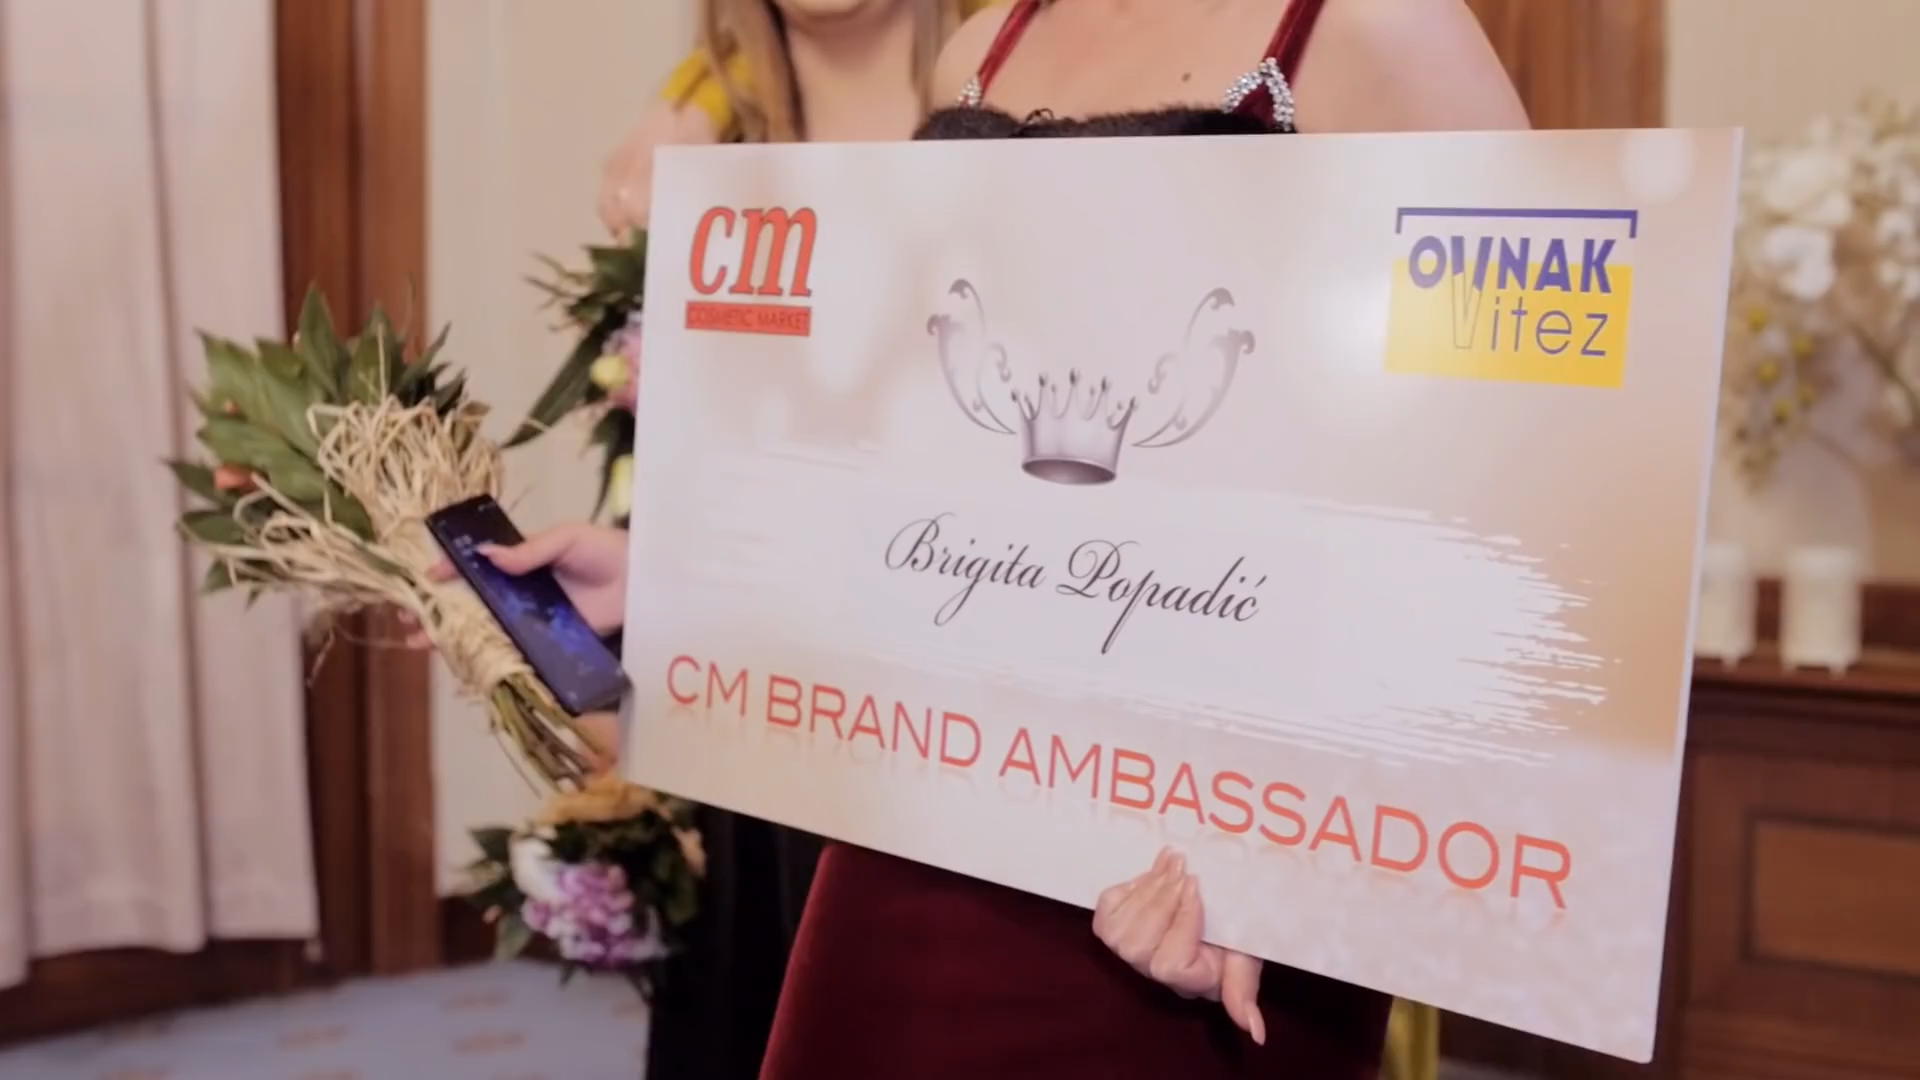 cm
COSMETIC MARKET
OVNAK
Vitez
Brigita Popadić
CM BRAND AMBASSADOR